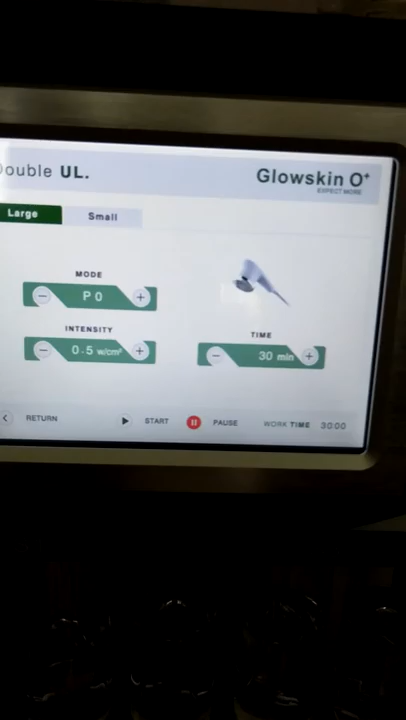 Double UL.
Glowskin O+
EXPECT MORE
Large
Small
MODE
P 0
INTENSITY
0.5 w/cm²
TIME
30 min
RETURN
START
PAUSE
WORK TIME 30:00